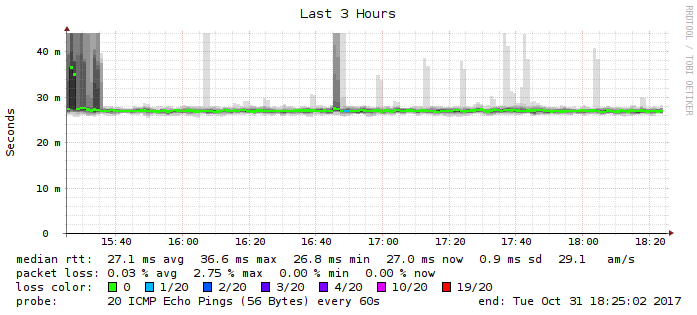 Last 3 Hours
RRDTOOL / TOBI OETIKER
Seconds
40 m
30 m
20 m
10 m
0
15:40 16:00 16:20 16:40 17:00 17:20 17:40 18:00 18:20
median rtt: 27.1 ms avg 36.6 ms max 26.8 ms min 27.0 ms now 0.9 ms sd 29.1 am/s
packet loss: 0.03 % avg 2.75 % max 0.00 % min 0.00 % now
loss color: 0 1/20 2/20 3/20 4/20 10/20 19/20
probe: 20 ICMP Echo Pings (56 Bytes) every 60s end: Tue Oct 31 18:25:02 2017